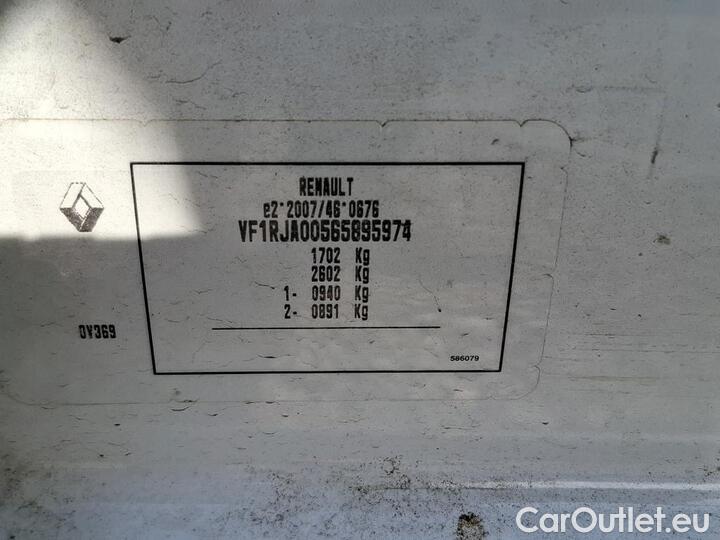 RENAULT
e2*2007/46*0676
VF1RJA00565895974
1702 Kg
2602 Kg
1- 0940 Kg
2- 0891 Kg
0V369
586079
CarOutlet.eu